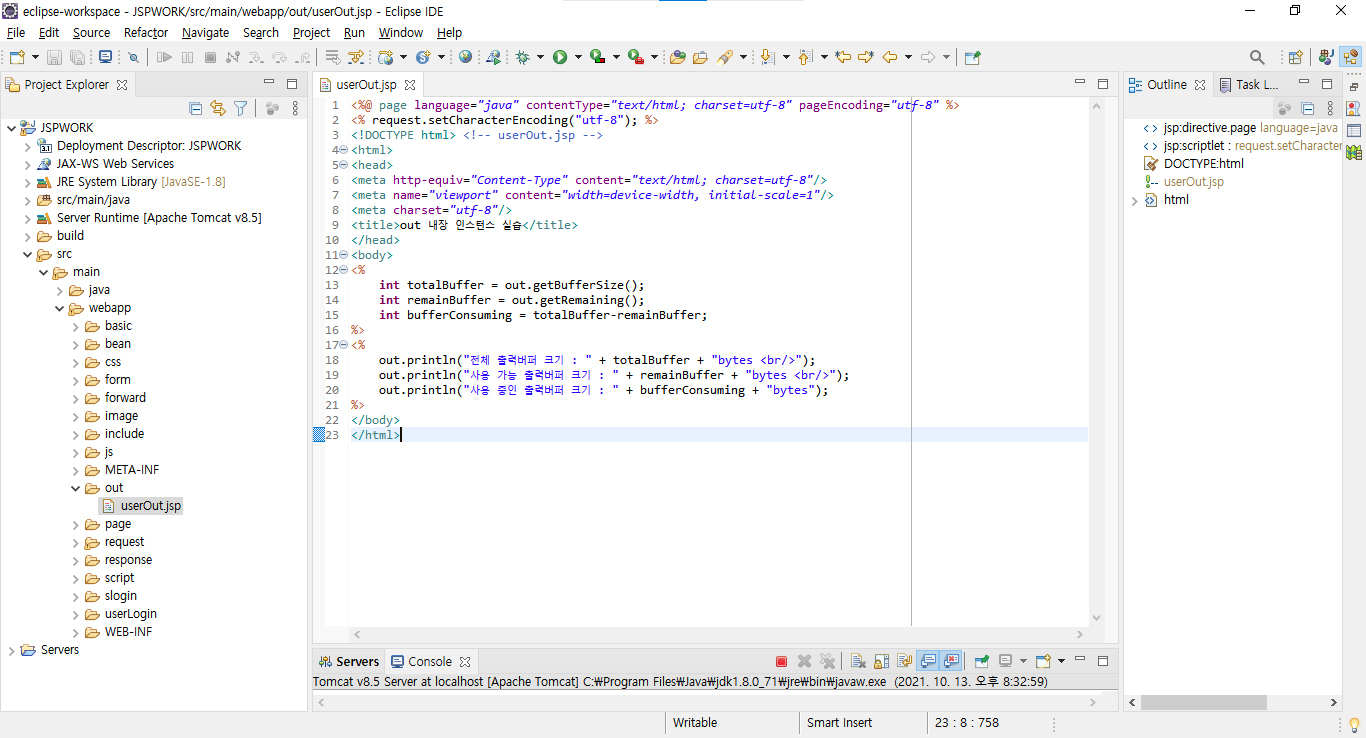 eclipse-workspace - JSPWORK/src/main/webapp/out/userOut.jsp - Eclipse IDE
File Edit Source Refactor Navigate Search Project Run Window Help
Project Explorer
JSPWORK
Deployment Descriptor: JSPWORK
JAX-WS Web Services
JRE System Library [JavaSE-1.8]
src/main/java
Server Runtime [Apache Tomcat v8.5]
build
src
main
java
webapp
basic
bean
css
form
forward
image
include
js
META-INF
out
userOut.jsp
page
request
response
script
slogin
userLogin
WEB-INF
Servers
userOut.jsp
1 <%@ page language="java" contentType="text/html; charset=utf-8" pageEncoding="utf-8" %>
2 <% request.setCharacterEncoding("utf-8"); %>
3 <!DOCTYPE html> <!-- userOut.jsp -->
4 <html>
5 <head>
6 <meta http-equiv="Content-Type" content="text/html; charset=utf-8"/>
7 <meta name="viewport" content="width=device-width, initial-scale=1"/>
8 <meta charset="utf-8"/>
9 <title>out 내장 인스턴스 실습</title>
10 </head>
11 <body>
12 <%
13 int totalBuffer = out.getBufferSize();
14 int remainBuffer = out.getRemaining();
15 int bufferConsuming = totalBuffer-remainBuffer;
16 %>
17 <%
18 out.println("전체 출력버퍼 크기 : " + totalBuffer + "bytes <br/>");
19 out.println("사용 가능 출력버퍼 크기 : " + remainBuffer + "bytes <br/>");
20 out.println("사용 중인 출력버퍼 크기 : " + bufferConsuming + "bytes");
21 %>
22 </body>
23 </html>
Outline Task L...
jsp:directive.page language=java
jsp:scriptlet : request.setCharacter
DOCTYPE:html
userOut.jsp
html
Servers Console
Tomcat v8.5 Server at localhost [Apache Tomcat] C:₩Program Files₩Java₩jdk1.8.0_71₩jre₩bin₩javaw.exe (2021. 10. 13. 오후 8:32:59)
Writable Smart Insert 23 : 8 : 758